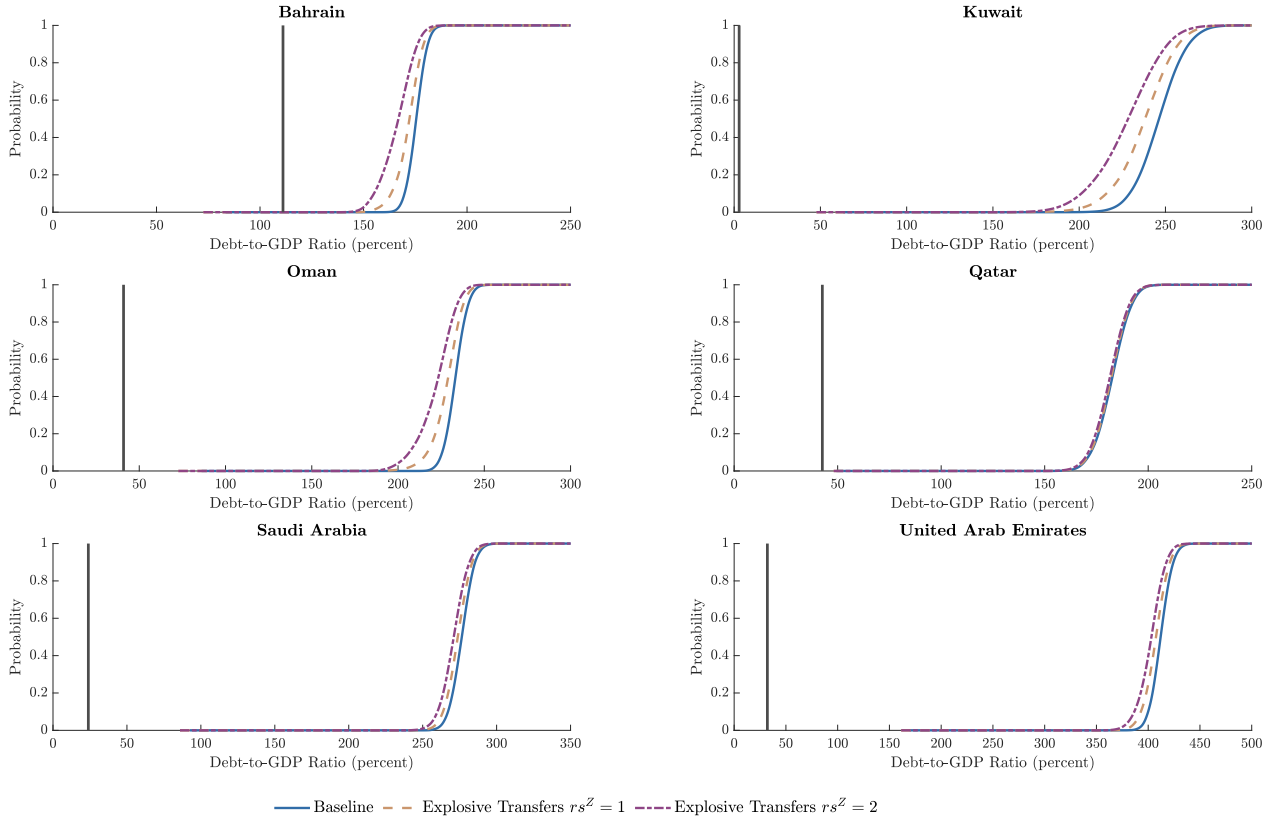 Bahrain
Probability
1
0.8
0.6
0.4
0.2
0
0 50 100 150 200 250
Debt-to-GDP Ratio (percent)
Kuwait
Probability
1
0.8
0.6
0.4
0.2
0
0 50 100 150 200 250 300
Debt-to-GDP Ratio (percent)
Oman
Probability
1
0.8
0.6
0.4
0.2
0
0 50 100 150 200 250 300
Debt-to-GDP Ratio (percent)
Qatar
Probability
1
0.8
0.6
0.4
0.2
0
0 50 100 150 200 250
Debt-to-GDP Ratio (percent)
Saudi Arabia
Probability
1
0.8
0.6
0.4
0.2
0
0 50 100 150 200 250 300 350
Debt-to-GDP Ratio (percent)
United Arab Emirates
Probability
1
0.8
0.6
0.4
0.2
0
0 50 100 150 200 250 300 350 400 450 500
Debt-to-GDP Ratio (percent)
Baseline Explosive Transfers rs^Z = 1 Explosive Transfers rs^Z = 2